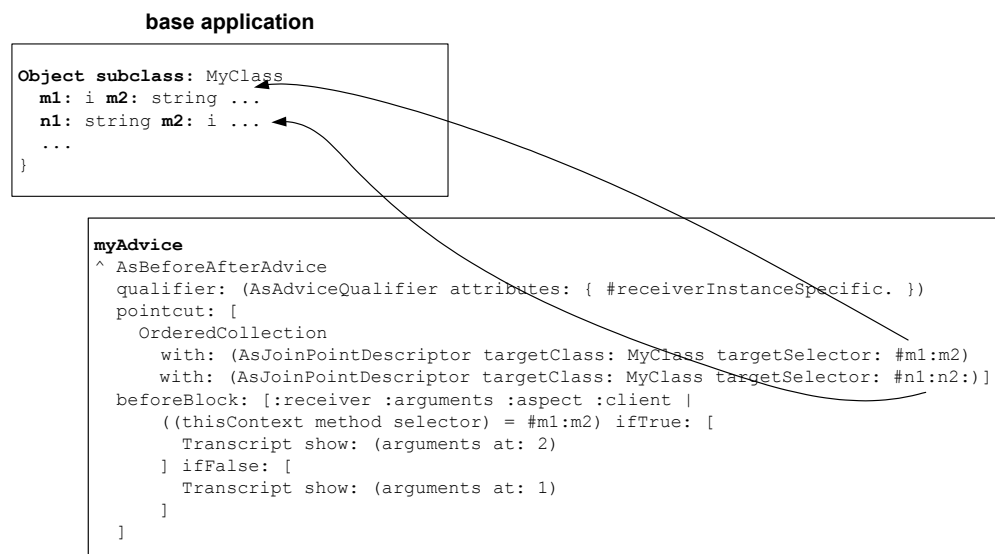 base application
Object subclass: MyClass
m1: i m2: string ...
n1: string m2: i ...
...
}
myAdvice
^ AsBeforeAfterAdvice
qualifier: (AsAdviceQualifier attributes: { #receiverInstanceSpecific. })
pointcut: [
OrderedCollection
with: (AsJoinPointDescriptor targetClass: MyClass targetSelector: #m1:m2)
with: (AsJoinPointDescriptor targetClass: MyClass targetSelector: #n1:n2:)]
beforeBlock: [:receiver :arguments :aspect :client |
((thisContext method selector) = #m1:m2) ifTrue: [
Transcript show: (arguments at: 2)
] ifFalse: [
Transcript show: (arguments at: 1)
]
]